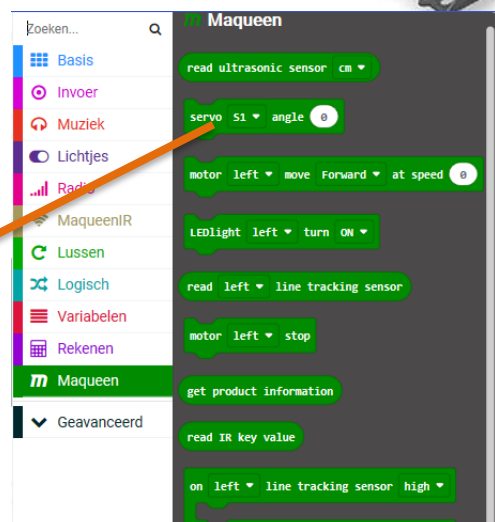 Zoeken...
Basis
Invoer
Muziek
Lichtjes
Radio
MaqueenIR
Lussen
Logisch
Variabelen
Rekenen
Maqueen
Geavanceerd
Maqueen
read ultrasonic sensor cm
servo S1 angle 0
motor left move Forward at speed 0
LEDlight left turn ON
read left line tracking sensor
motor left stop
get product information
read IR key value
on left line tracking sensor high